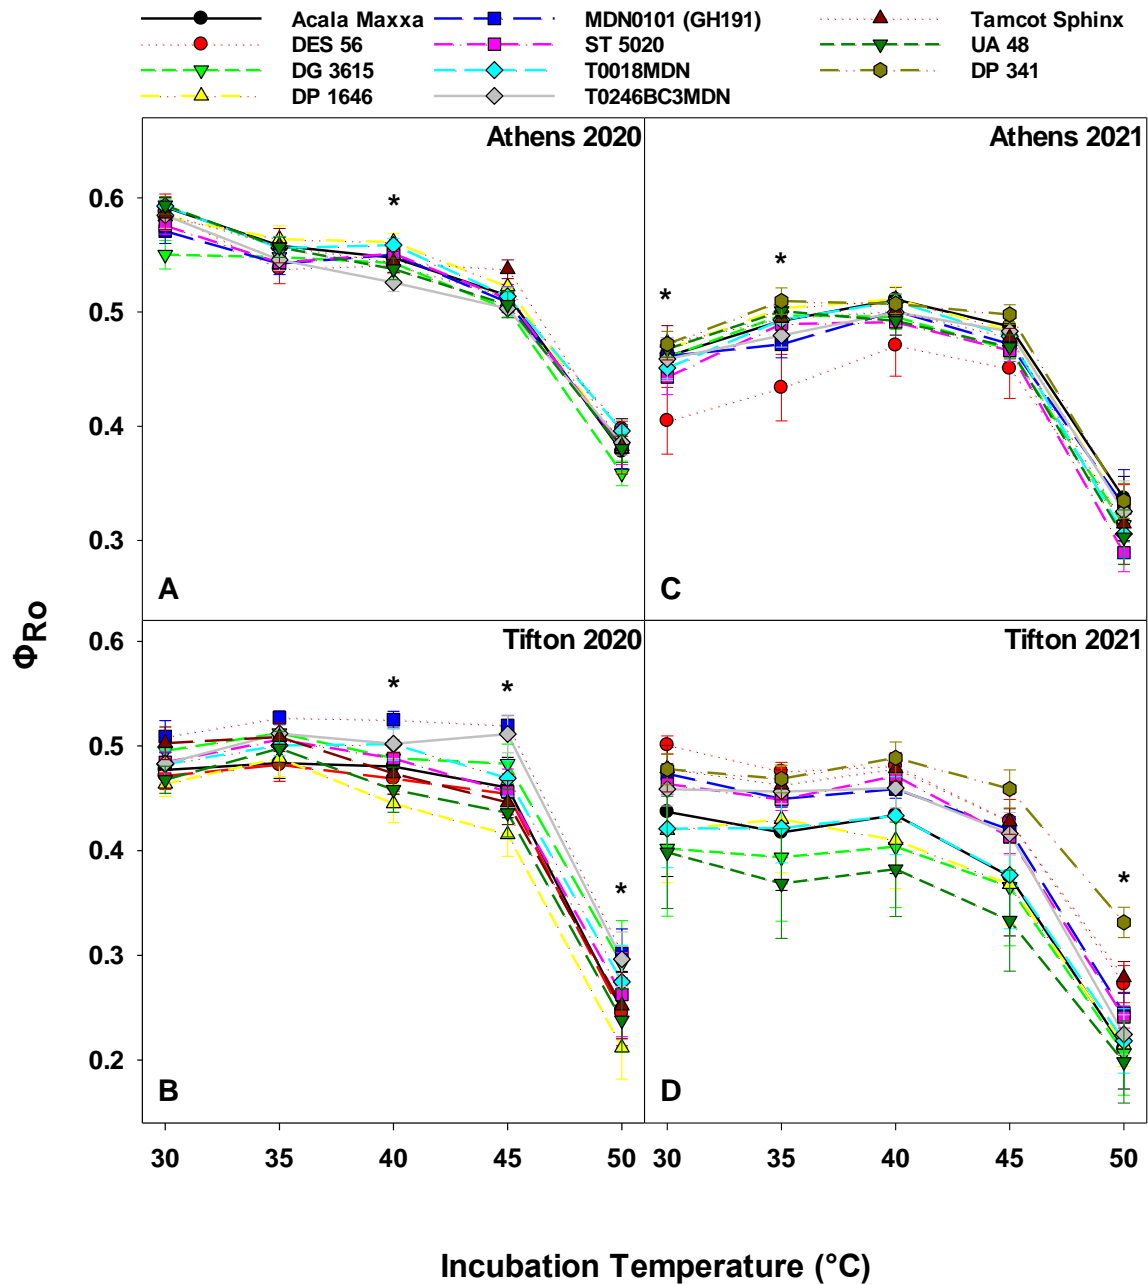 Acala Maxxa MDN0101 (GH191) Tamcot Sphinx
DES 56 ST 5020 UA 48
DG 3615 T0018MDN DP 341
DP 1646 T0246BC3MDN
Athens 2020 Athens 2021
0.6
*
*
*
0.5
0.4
0.3
A C
Tifton 2020 Tifton 2021
0.6
* *
0.5
0.4
* *
0.3
0.2
B D
ΦRo
30 35 40 45 50 30 35 40 45 50
Incubation Temperature (°C)